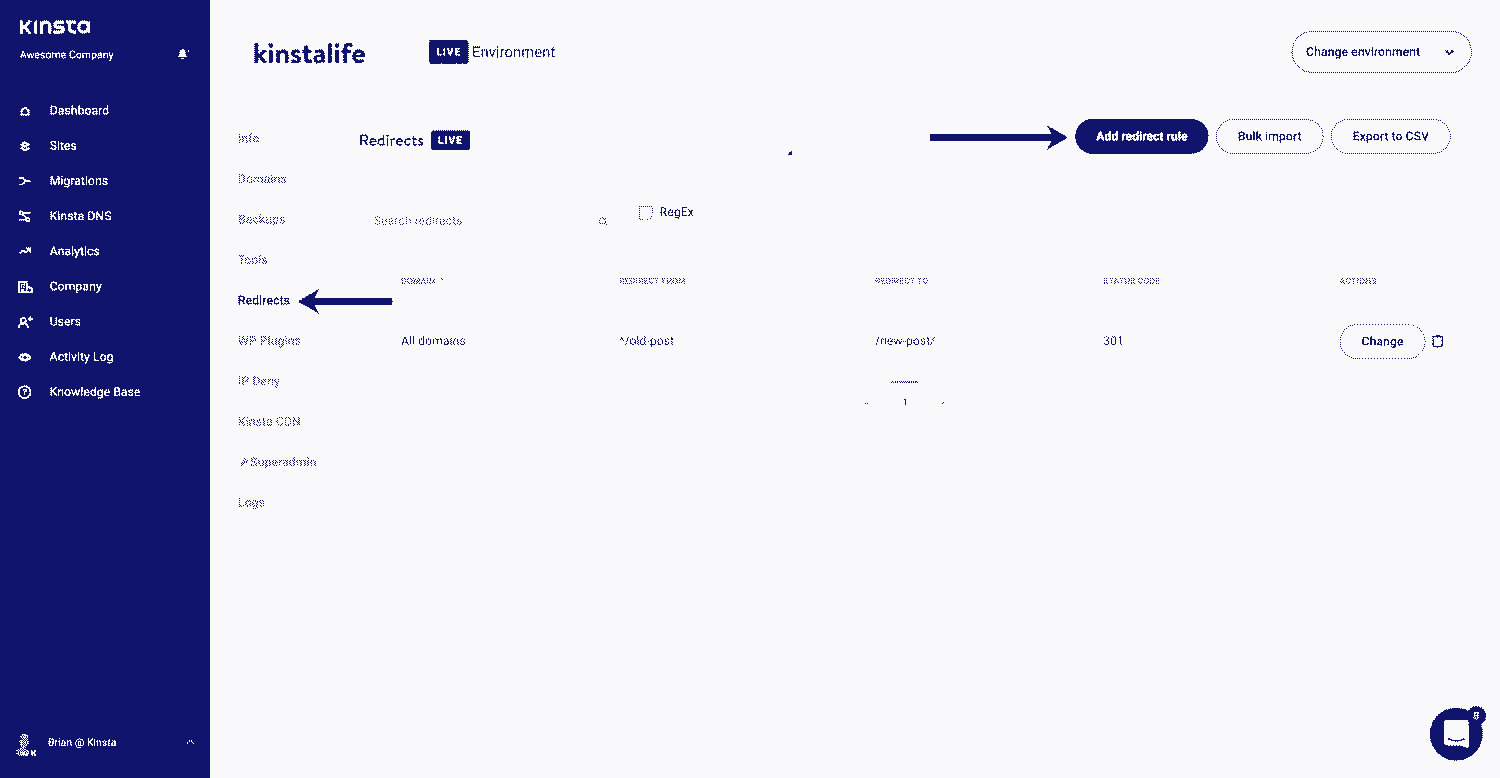 KINSTA
Awesome Company
Dashboard
Sites
Migrations
Kinsta DNS
Analytics
Company
Users
Activity Log
Knowledge Base
Brian @ Kinsta
kinstalife
LIVE Environment
Change environment
Info
Domains
Backups
Tools
Redirects
WP Plugins
IP Deny
Kinsta CDN
Superadmin
Logs
Redirects LIVE
Add redirect rule
Bulk import
Export to CSV
Search redirects
RegEx
DOMAIN REDIRECT FROM REDIRECT TO STATUS CODE ACTIONS
All domains ^/old-post /new-post/ 301 Change
1